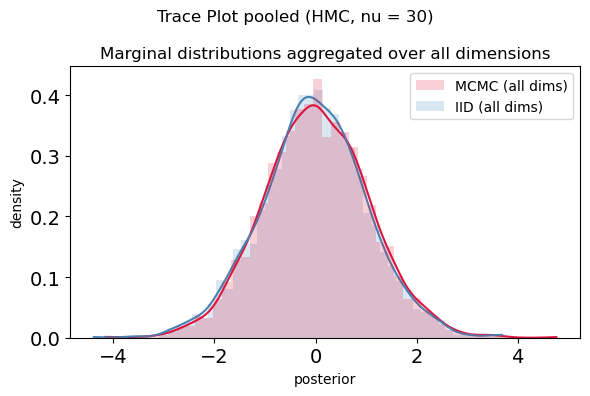 Trace Plot pooled (HMC, nu = 30)
Marginal distributions aggregated over all dimensions
MCMC (all dims)
IID (all dims)
density
0.4
0.3
0.2
0.1
0.0
−4
−2
0
2
4
posterior